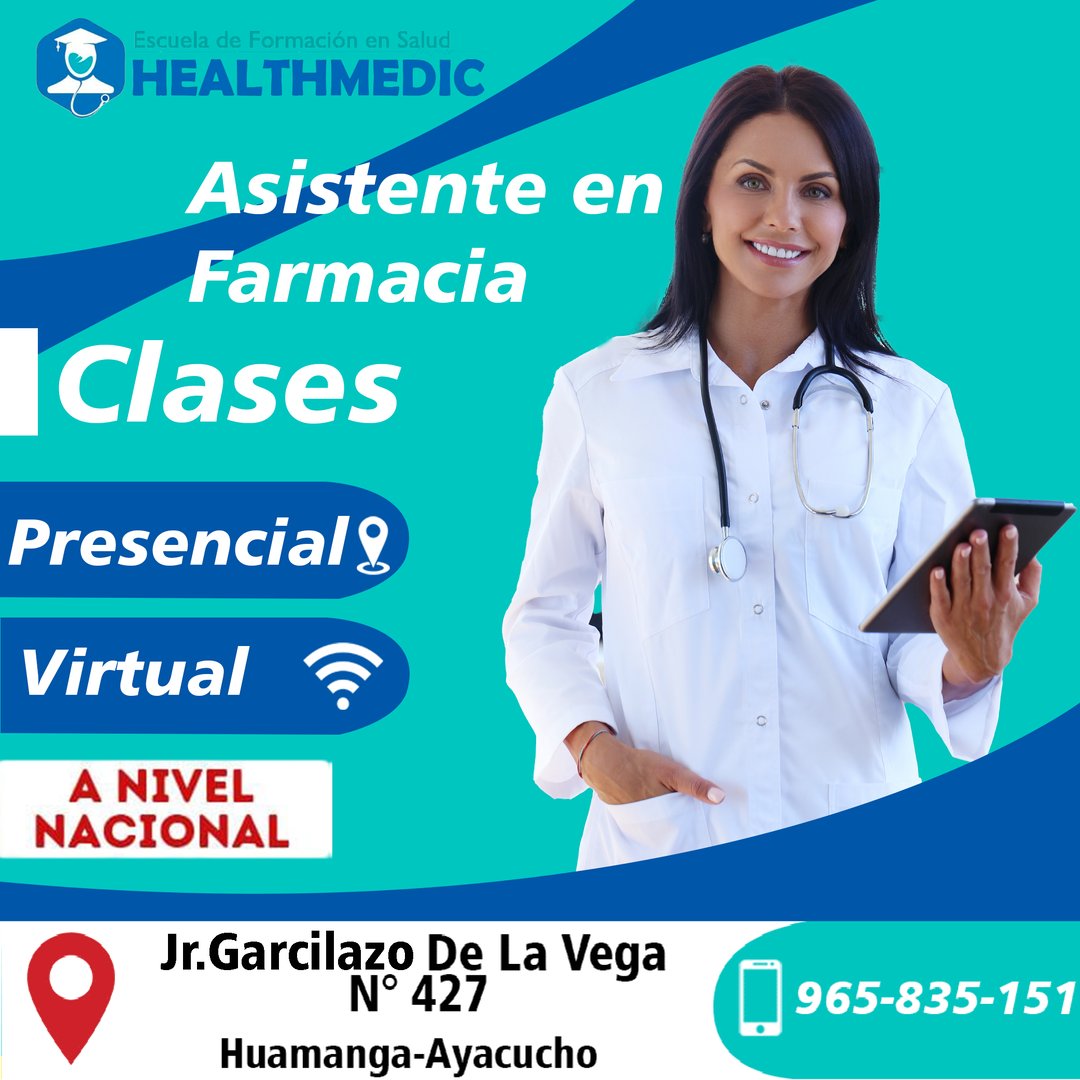 Escuela de Formación en Salud
HEALTHMEDIC
Asistente en
Farmacia
Clases
Presencial
Virtual
A NIVEL
NACIONAL
Jr.Garcilazo De La Vega
N° 427
Huamanga-Ayacucho
965-835-151